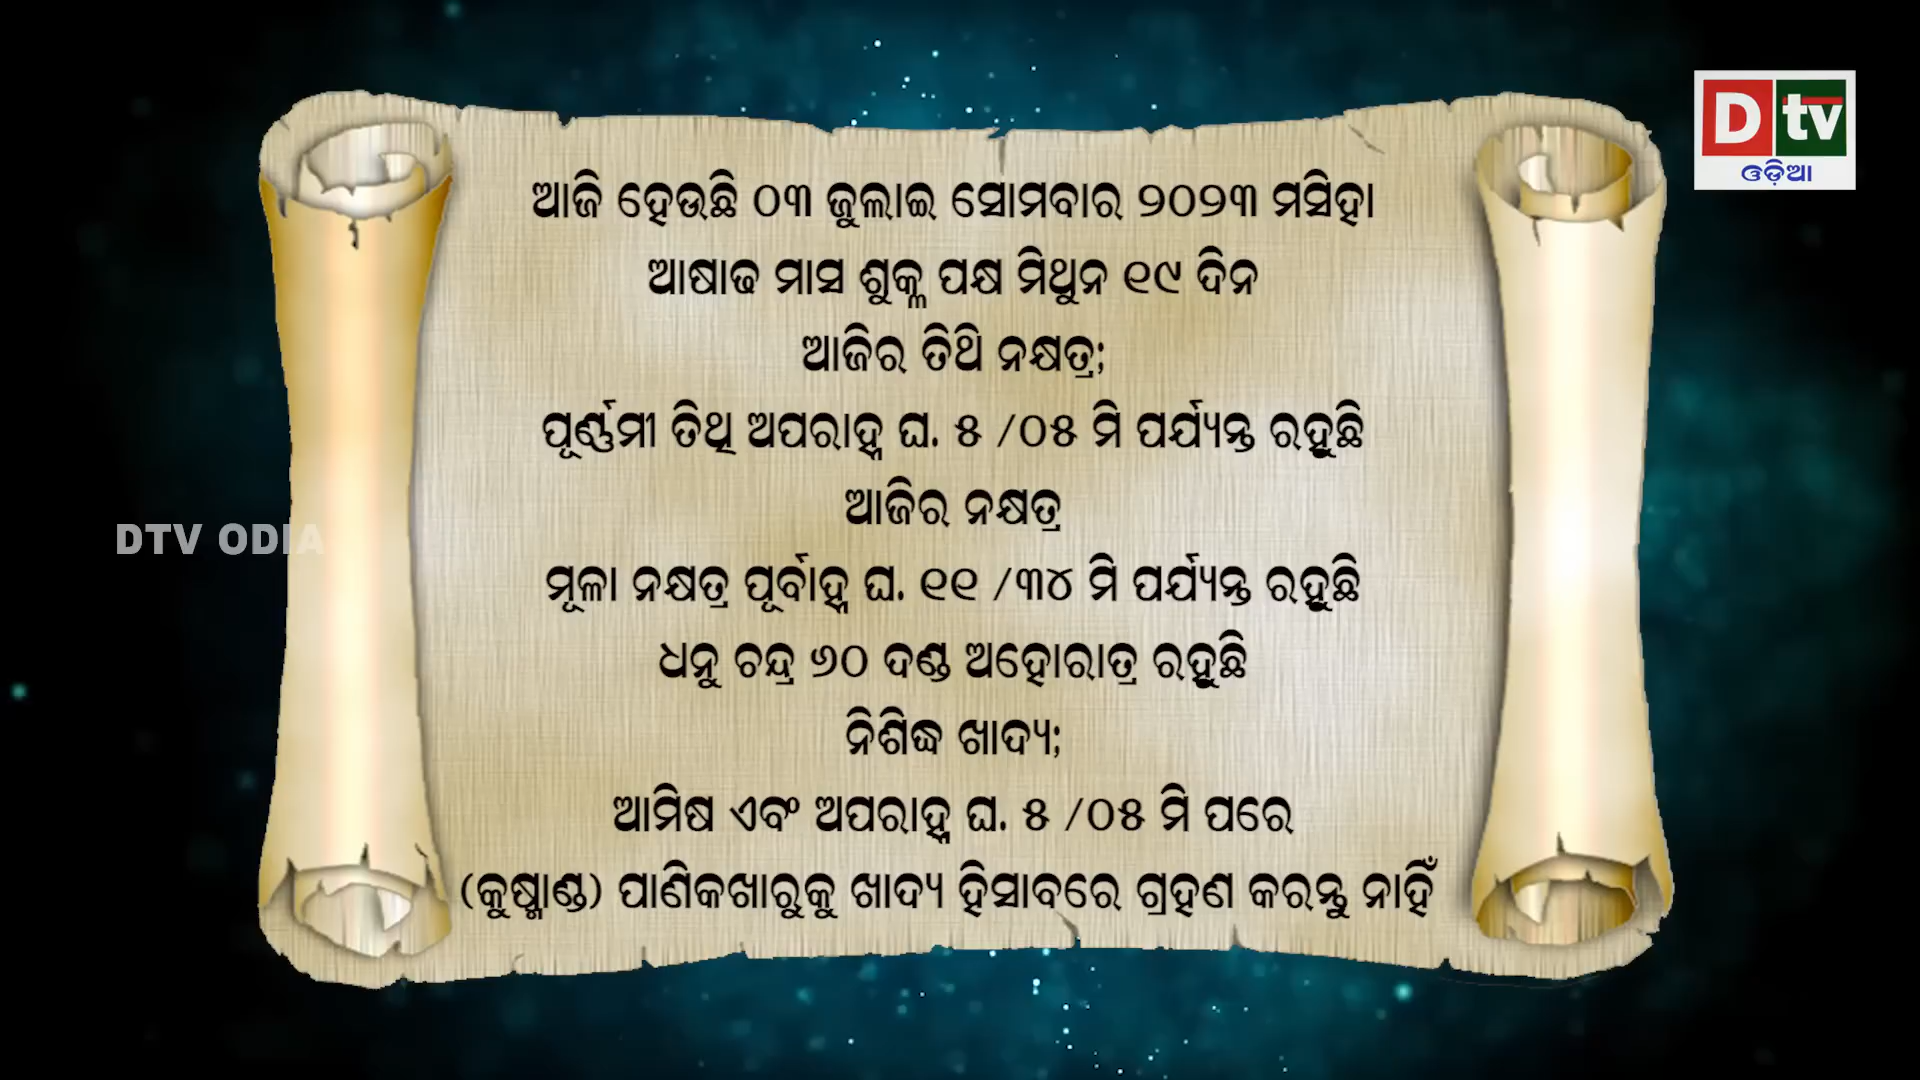 Dtv
ଓଡ଼ିଆ
ଆଜି ହେଉଛି ୦୩ ଜୁଲାଇ ସୋମବାର ୨୦୨୩ ମସିହା
ଆଷାଢ ମାସ ଶୁକ୍ଳ ପକ୍ଷ ମିଥୁନ ୧୯ ଦିନ
ଆଜିର ତିଥି ନକ୍ଷତ୍ର;
ପୂର୍ଣ୍ଣମୀ ତିଥି ଅପରାହ୍ନ ଘ. ୫ /୦୫ ମି ପର୍ଯ୍ୟନ୍ତ ରହୁଛି
ଆଜିର ନକ୍ଷତ୍ର
ମୂଳା ନକ୍ଷତ୍ର ପୂର୍ବାହ୍ନ ଘ. ୧୧ /୩୪ ମି ପର୍ଯ୍ୟନ୍ତ ରହୁଛି
ଧନୁ ଚନ୍ଦ୍ର ୬୦ ଦଣ୍ଡ ଅହୋରାତ୍ର ରହୁଛି
ନିଶିଦ୍ଧ ଖାଦ୍ୟ;
ଆମିଷ ଏବଂ ଅପରାହ୍ନ ଘ. ୫ /୦୫ ମି ପରେ
(କୁଷ୍ମାଣ୍ଡ) ପାଣିକଖାରୁକୁ ଖାଦ୍ୟ ହିସାବରେ ଗ୍ରହଣ କରନ୍ତୁ ନାହିଁ
DTV ODIA